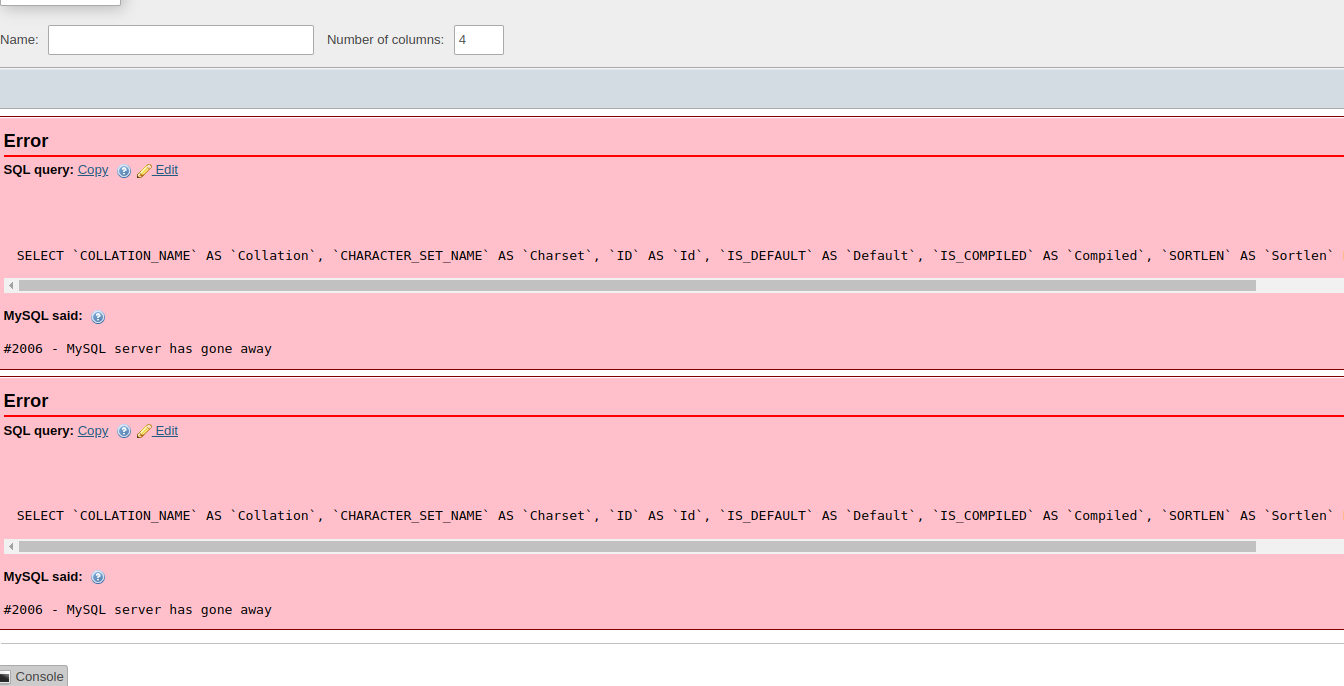 Name: Number of columns: 4
Error
SQL query: Copy Edit
SELECT `COLLATION_NAME` AS `Collation`, `CHARACTER_SET_NAME` AS `Charset`, `ID` AS `Id`, `IS_DEFAULT` AS `Default`, `IS_COMPILED` AS `Compiled`, `SORTLEN` AS `Sortlen`
MySQL said:
#2006 - MySQL server has gone away
Error
SQL query: Copy Edit
SELECT `COLLATION_NAME` AS `Collation`, `CHARACTER_SET_NAME` AS `Charset`, `ID` AS `Id`, `IS_DEFAULT` AS `Default`, `IS_COMPILED` AS `Compiled`, `SORTLEN` AS `Sortlen`
MySQL said:
#2006 - MySQL server has gone away
Console